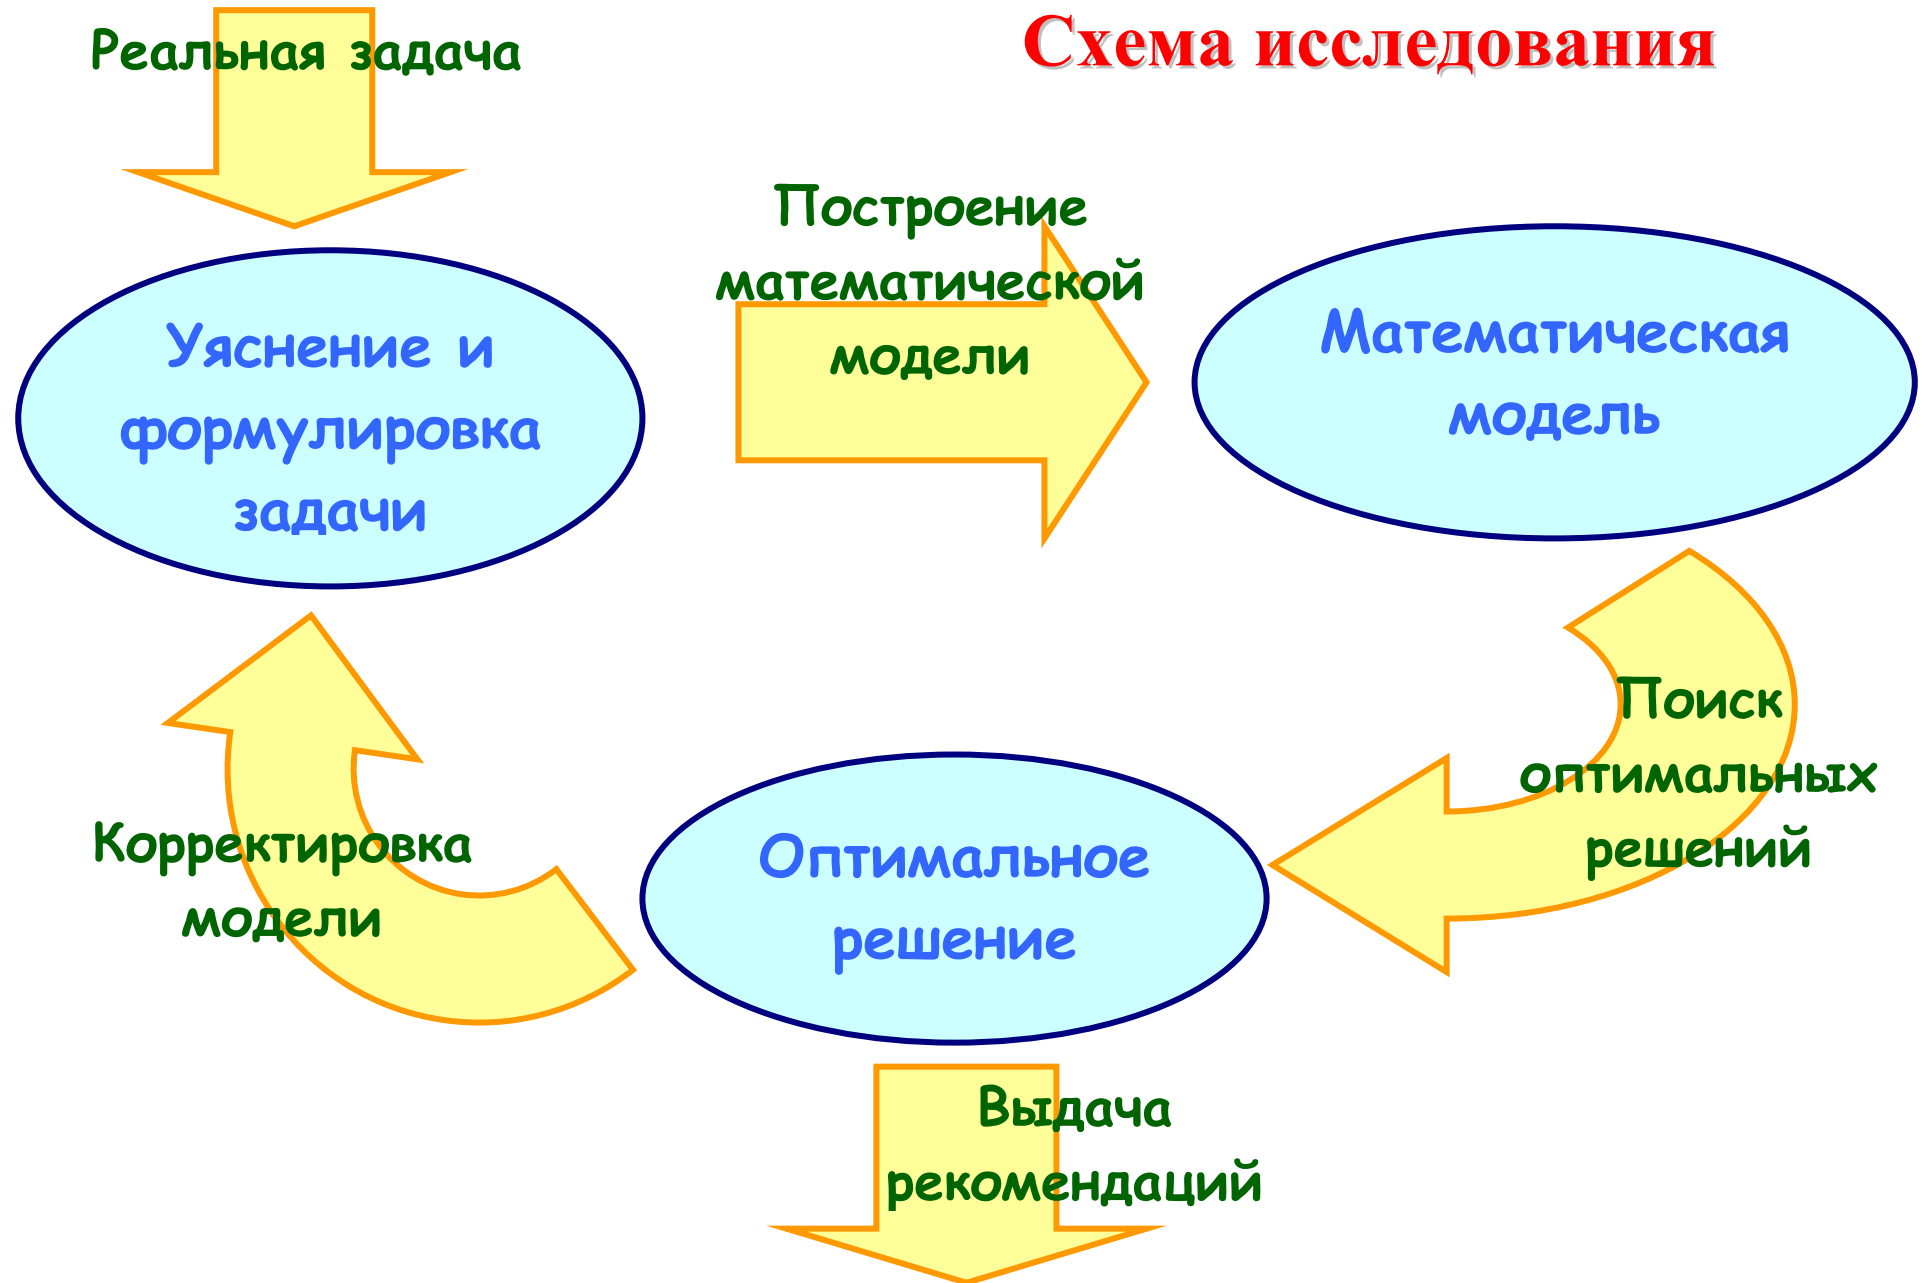 Схема исследования
Реальная задача
Уяснение и
формулировка
задачи
Построение
математической
модели
Математическая
модель
Поиск
оптимальных
решений
Оптимальное
решение
Корректировка
модели
Выдача
рекомендаций